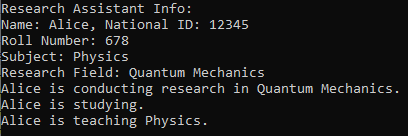 Research Assistant Info:
Name: Alice, National ID: 12345
Roll Number: 678
Subject: Physics
Research Field: Quantum Mechanics
Alice is conducting research in Quantum Mechanics.
Alice is studying.
Alice is teaching Physics.